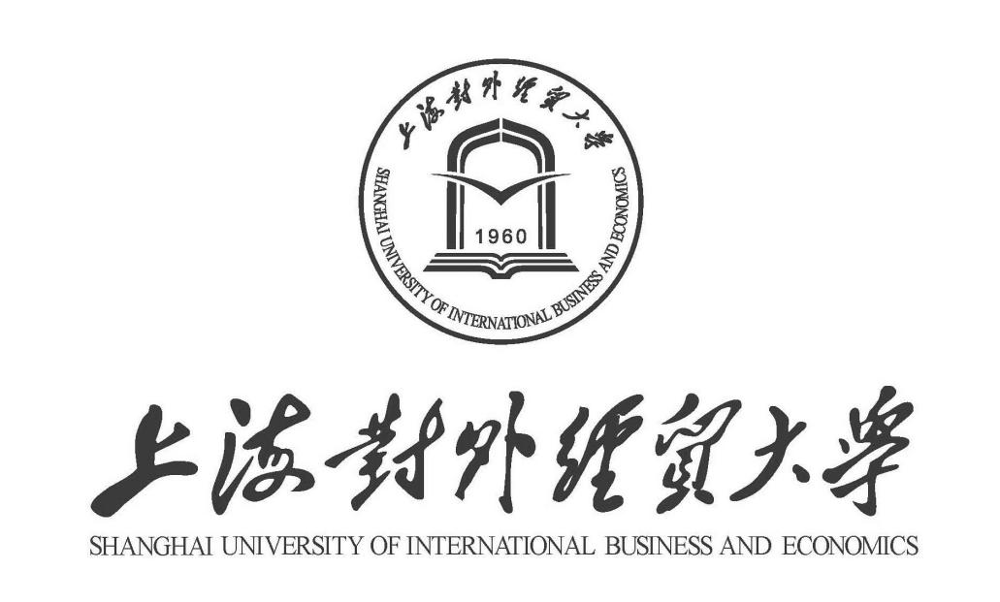 上海對外經貿大學
1960
SHANGHAI UNIVERSITY OF INTERNATIONAL BUSINESS AND ECONOMICS
上海對外經貿大學
SHANGHAI UNIVERSITY OF INTERNATIONAL BUSINESS AND ECONOMICS